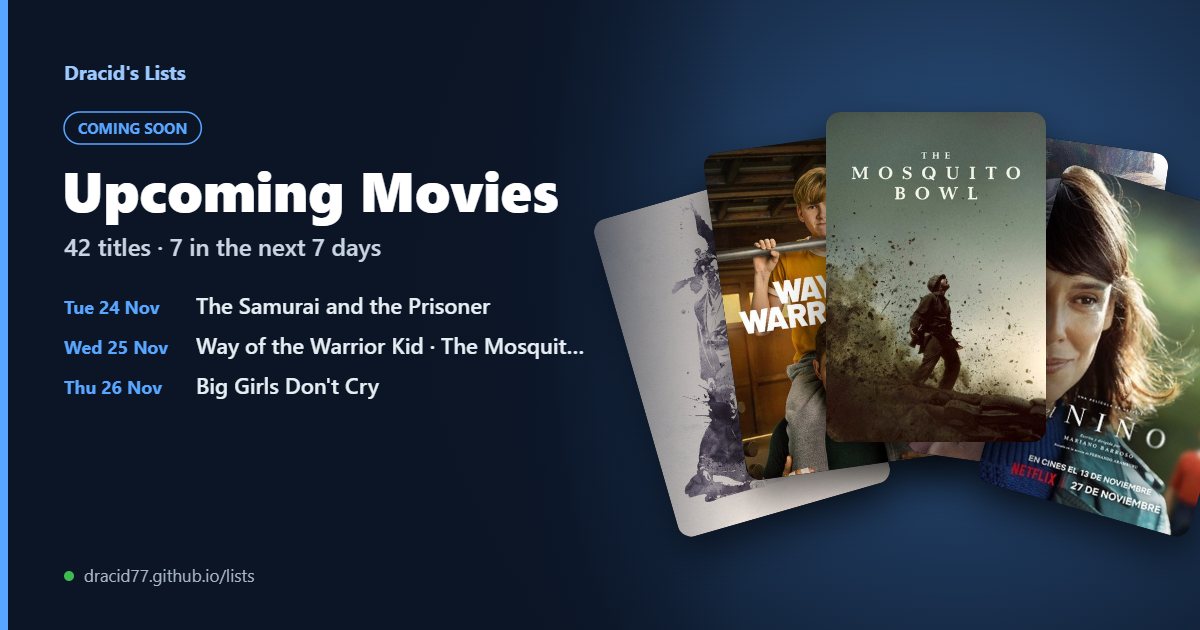 Dracid's Lists
COMING SOON
Upcoming Movies
42 titles · 7 in the next 7 days
Tue 24 Nov The Samurai and the Prisoner
Wed 25 Nov Way of the Warrior Kid · The Mosquit...
Thu 26 Nov Big Girls Don't Cry
dracid77.github.io/lists
WAY
WARR
THE
MOSQUITO
BOWL
NIÑO
MARIANO BARROSO
EN CINES EL 13 DE NOVIEMBRE
NETFLIX 27 DE NOVIEMBRE